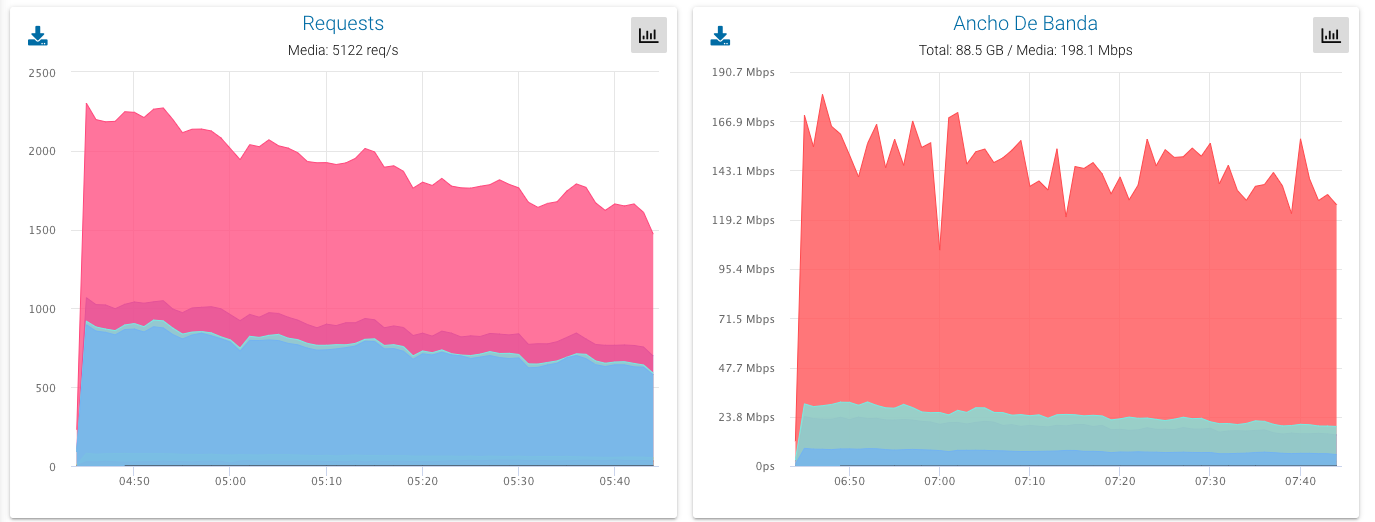 Requests
Media: 5122 req/s
2500
2000
1500
1000
500
0
04:50 05:00 05:10 05:20 05:30 05:40
Ancho De Banda
Total: 88.5 GB / Media: 198.1 Mbps
190.7 Mbps
166.9 Mbps
143.1 Mbps
119.2 Mbps
95.4 Mbps
71.5 Mbps
47.7 Mbps
23.8 Mbps
0ps
06:50 07:00 07:10 07:20 07:30 07:40